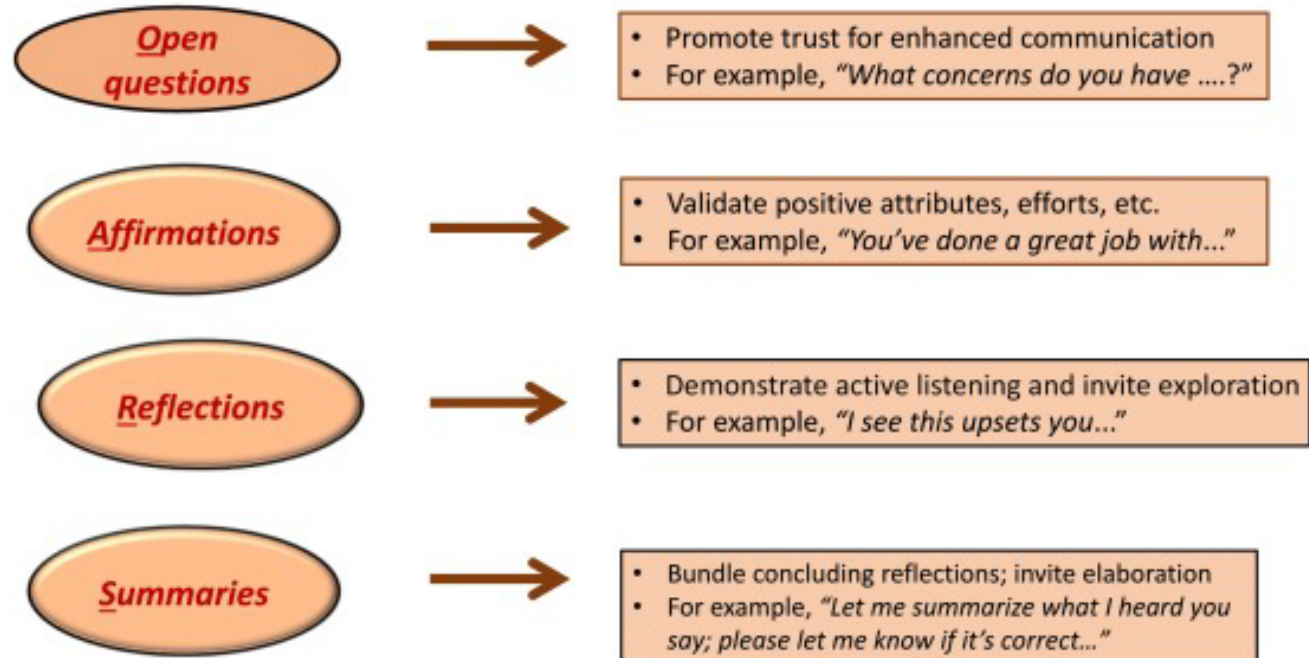 Open
questions
• Promote trust for enhanced communication
• For example, “What concerns do you have ….?”
Affirmations
• Validate positive attributes, efforts, etc.
• For example, “You’ve done a great job with...”
Reflections
• Demonstrate active listening and invite exploration
• For example, “I see this upsets you...”
Summaries
• Bundle concluding reflections; invite elaboration
• For example, “Let me summarize what I heard you
say; please let me know if it’s correct...”